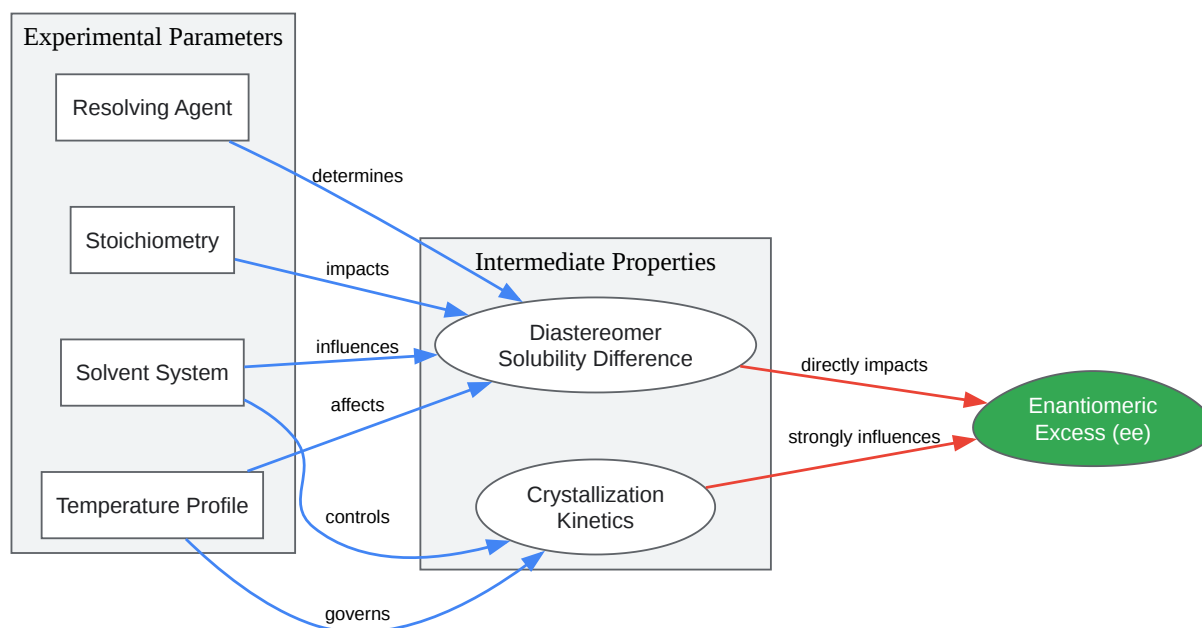 Experimental Parameters
Resolving Agent
determines
Stoichiometry
impacts
Solvent System
influences
affects
Temperature Profile
controls
governs
Intermediate Properties
Diastereomer
Solubility Difference
Crystallization
Kinetics
directly impacts
strongly influences
Enantiomeric
Excess (ee)